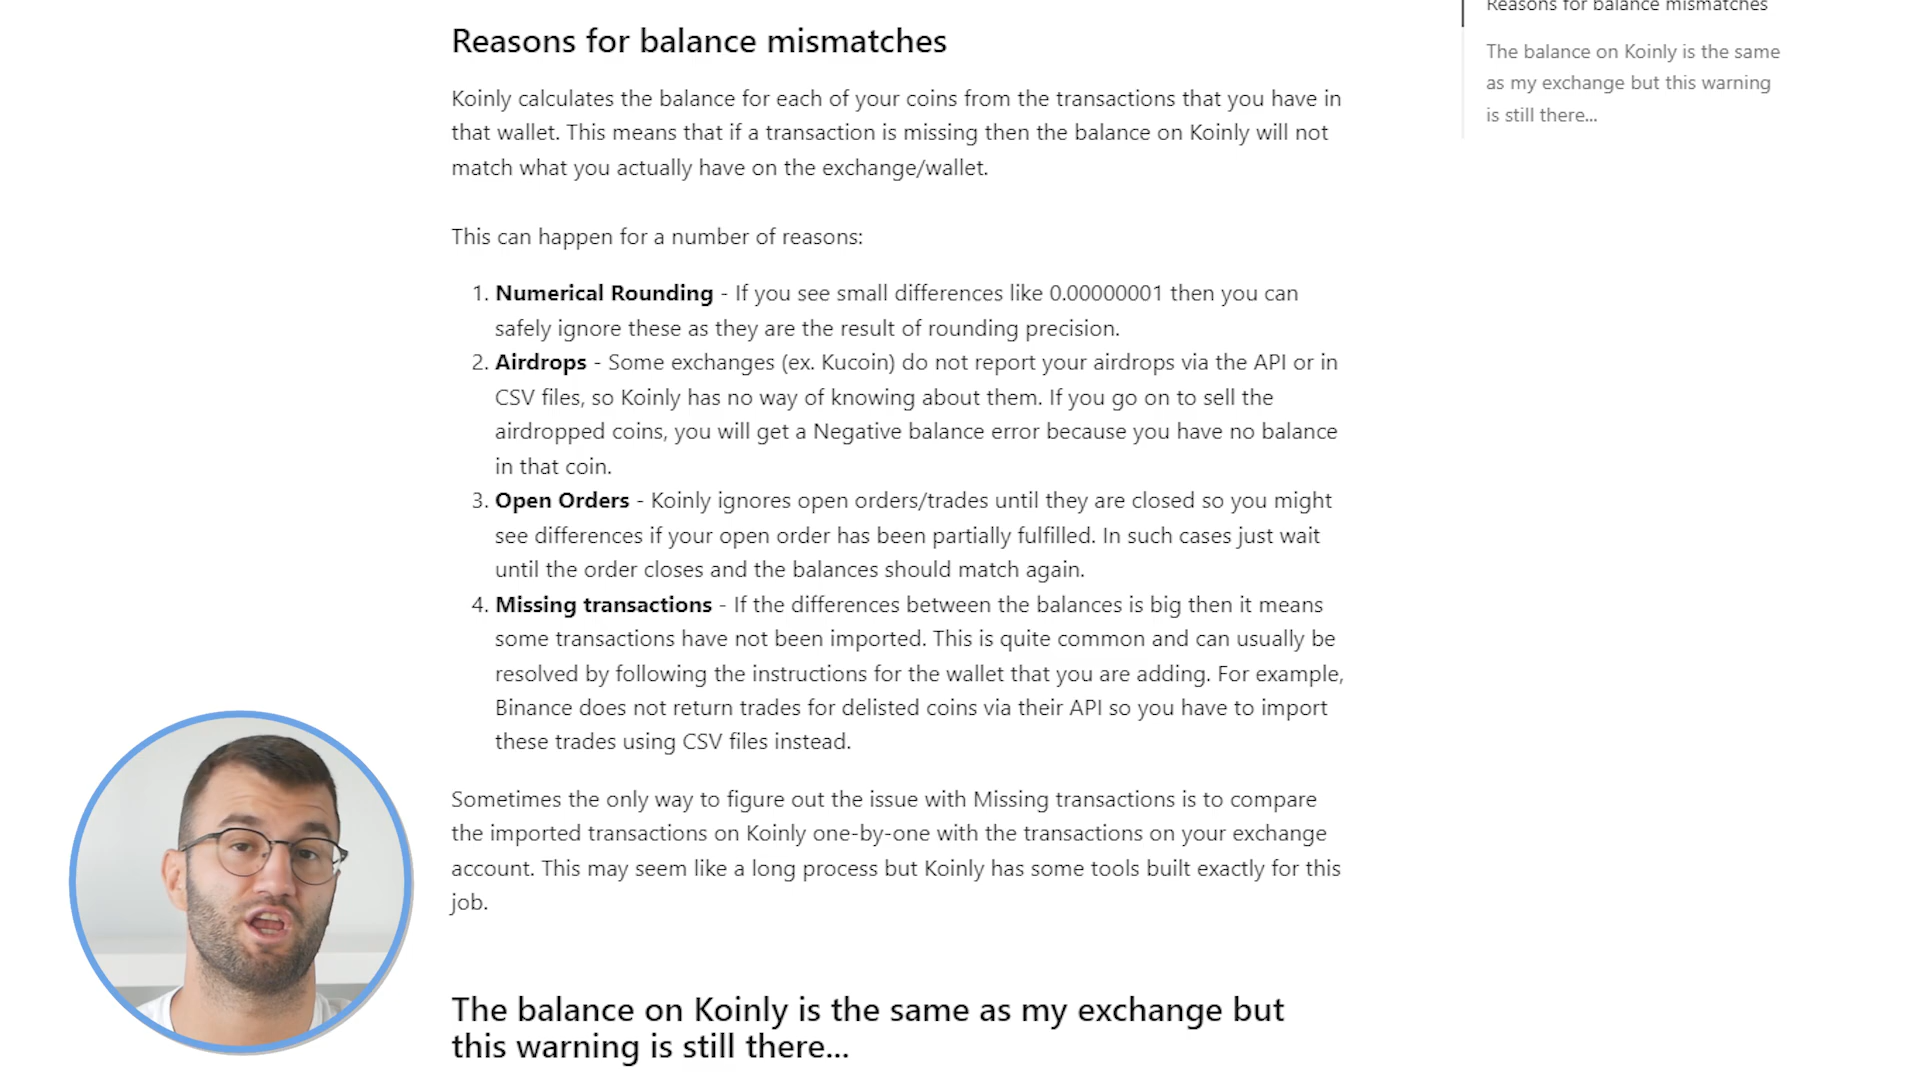 Reasons for balance mismatches
Koinly calculates the balance for each of your coins from the transactions that you have in
that wallet. This means that if a transaction is missing then the balance on Koinly will not
match what you actually have on the exchange/wallet.
This can happen for a number of reasons:
1. Numerical Rounding - If you see small differences like 0.00000001 then you can
safely ignore these as they are the result of rounding precision.
2. Airdrops - Some exchanges (ex. Kucoin) do not report your airdrops via the API or in
CSV files, so Koinly has no way of knowing about them. If you go on to sell the
airdropped coins, you will get a Negative balance error because you have no balance
in that coin.
3. Open Orders - Koinly ignores open orders/trades until they are closed so you might
see differences if your open order has been partially fulfilled. In such cases just wait
until the order closes and the balances should match again.
4. Missing transactions - If the differences between the balances is big then it means
some transactions have not been imported. This is quite common and can usually be
resolved by following the instructions for the wallet that you are adding. For example,
Binance does not return trades for delisted coins via their API so you have to import
these trades using CSV files instead.
Sometimes the only way to figure out the issue with Missing transactions is to compare
the imported transactions on Koinly one-by-one with the transactions on your exchange
account. This may seem like a long process but Koinly has some tools built exactly for this
job.
The balance on Koinly is the same as my exchange but
this warning is still there...
Reasons for balance mismatches
The balance on Koinly is the same
as my exchange but this warning
is still there...